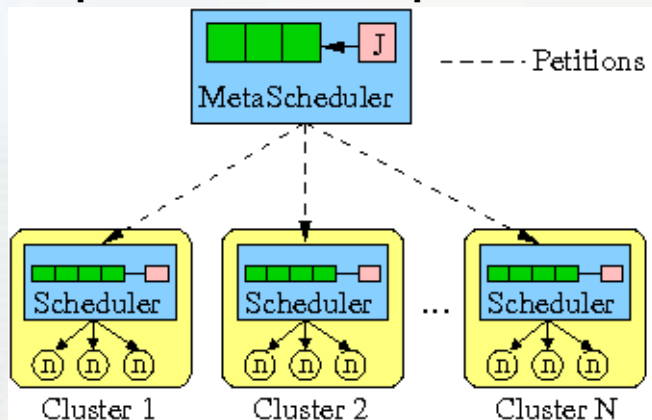 J
Petitions
MetaScheduler
Scheduler Scheduler ... Scheduler
n n n n n n n n n
Cluster 1 Cluster 2 Cluster N